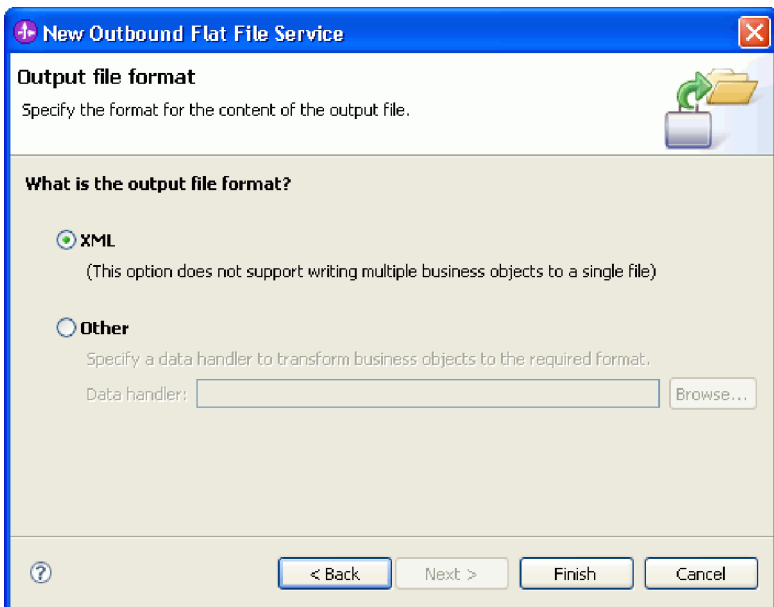 New Outbound Flat File Service
Output file format
Specify the format for the content of the output file.
What is the output file format?
XML
(This option does not support writing multiple business objects to a single file)
Other
Specify a data handler to transform business objects to the required format.
Data handler:
Browse...
?
< Back
Next >
Finish
Cancel